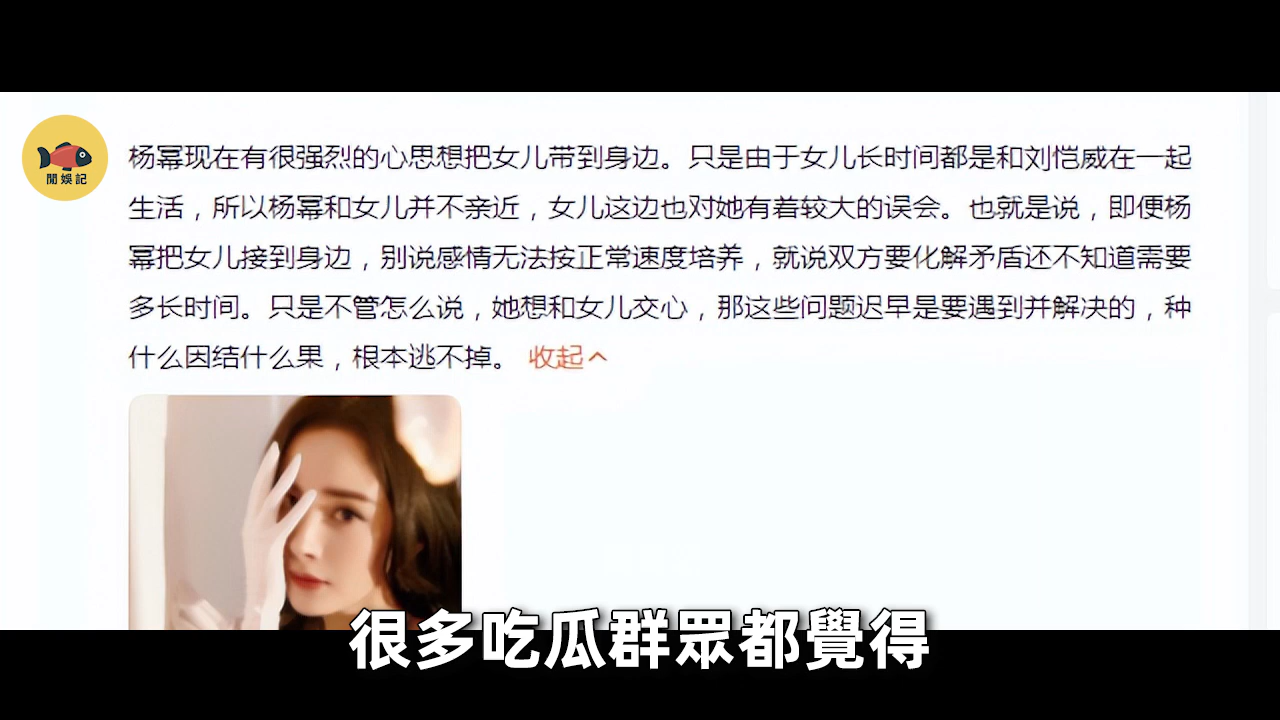 閒娛記
杨幂现在有很强烈的心思想把女儿带到身边。只是由于女儿长时间都是和刘恺威在一起
生活，所以杨幂和女儿并不亲近，女儿这边也对她有着较大的误会。也就是说，即便杨
幂把女儿接到身边，别说感情无法按正常速度培养，就说双方要化解矛盾还不知道需要
多长时间。只是不管怎么说，她想和女儿交心，那这些问题迟早是要遇到并解决的，种
什么因结什么果，根本逃不掉。 收起
很多吃瓜群眾都覺得